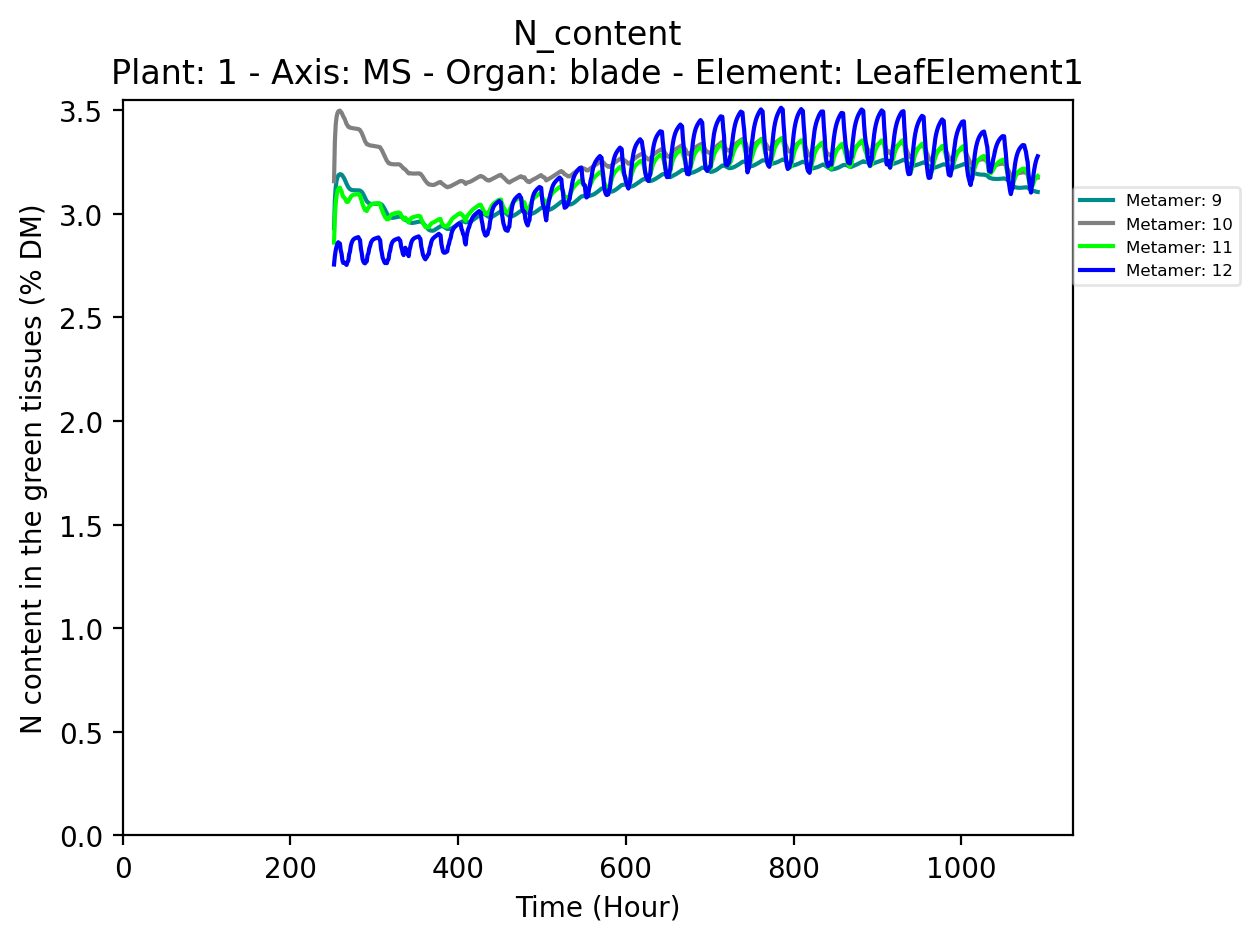 N_content
Plant: 1 - Axis: MS - Organ: blade - Element: LeafElement1
N content in the green tissues (% DM)
3.5
3.0
2.5
2.0
1.5
1.0
0.5
0.0
0
200
400
600
800
1000
Time (Hour)
Metamer: 9
Metamer: 10
Metamer: 11
Metamer: 12